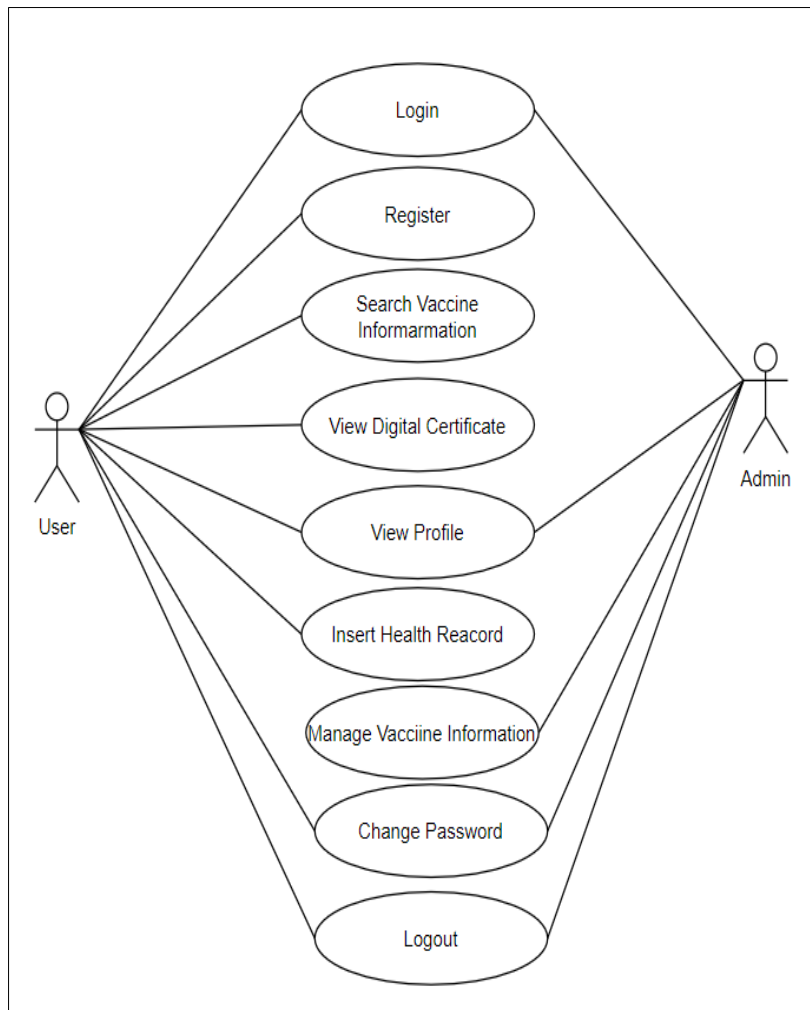 Login
Register
Search Vaccine
Informarmation
View Digital Certificate
User
Admin
View Profile
Insert Health Reacord
Manage Vacciine Information
Change Password
Logout